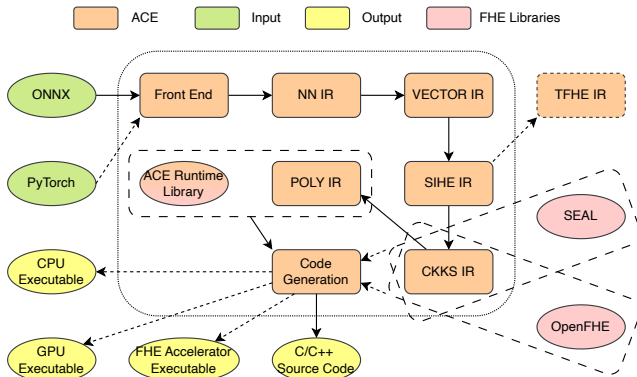 ACE
Input
Output
FHE Libraries
ONNX
Front End
NN IR
VECTOR IR
TFHE IR
PyTorch
ACE Runtime
Library
POLY IR
SIHE IR
SEAL
CPU
Executable
Code
Generation
CKKS IR
OpenFHE
GPU
Executable
FHE Accelerator
Executable
C/C++
Source Code